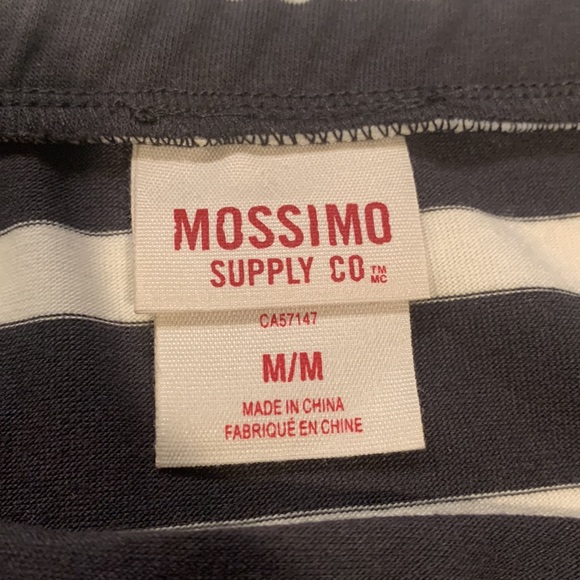 MOSSIMO
SUPPLY CO TM
MC
CA57147
M/M
MADE IN CHINA
FABRIQUÉ EN CHINE